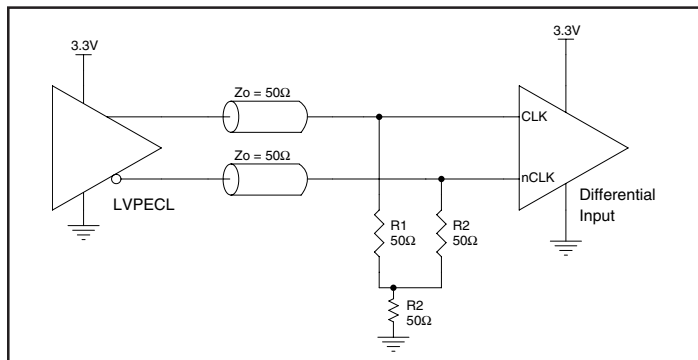 3.3V
3.3V
Zo = 50Ω
CLK
Zo = 50Ω
nCLK
LVPECL
Differential
Input
R1
50Ω
R2
50Ω
R2
50Ω